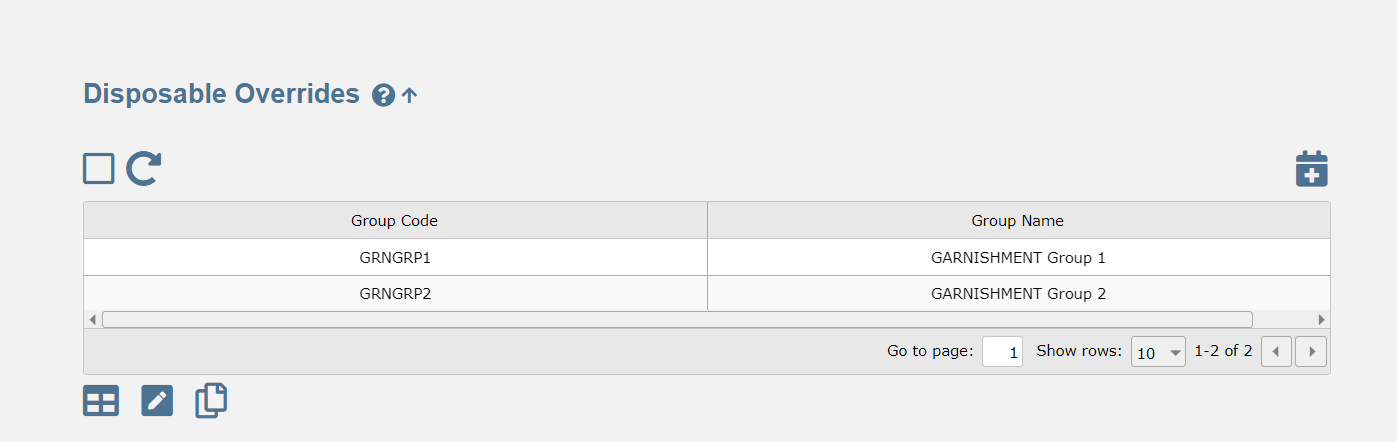 Disposable Overrides ?
Group Code Group Name
GRNGRP1 GARNISHMENT Group 1
GRNGRP2 GARNISHMENT Group 2
Go to page: 1 Show rows: 10 1-2 of 2